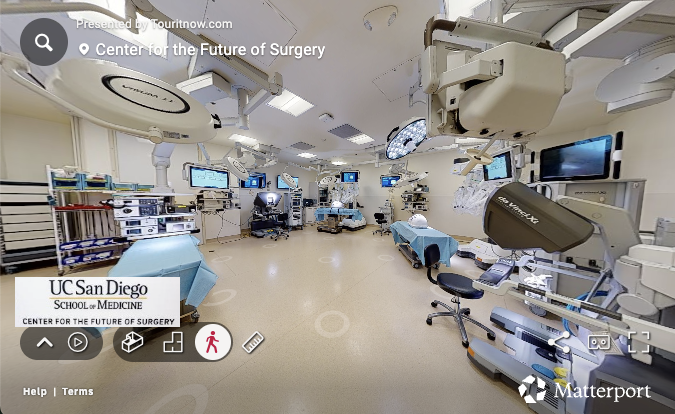 Presented by Touritnow.com
Center for the Future of Surgery
da Vinci Xi
UC San Diego
SCHOOL OF MEDICINE
CENTER FOR THE FUTURE OF SURGERY
Help | Terms
Matterport